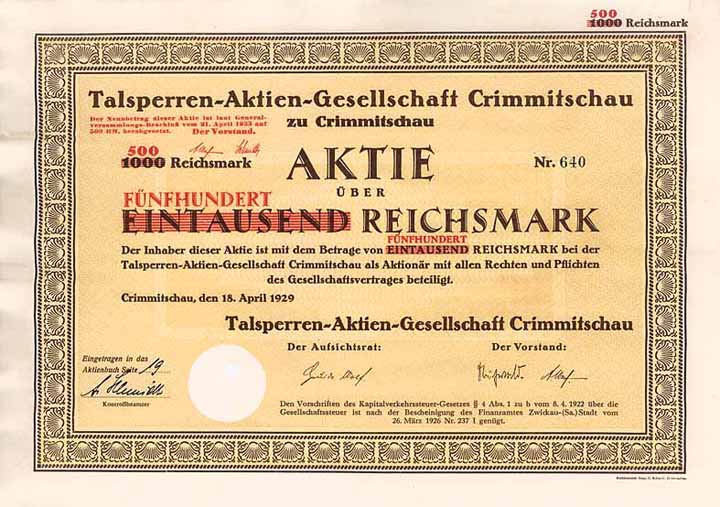 500
1000 Reichsmark
Talsperren-Aktien-Gesellschaft Crimmitschau
zu Crimmitschau
Der Nennbetrag dieser Aktie ist laut General-
versammlungs-Beschluß vom 21. April 1933 auf
500 RM. herabgesetzt. Der Vorstand.
500
1000 Reichsmark
AKTIE
Nr. 640
ÜBER
FÜNFHUNDERT
EINTAUSEND REICHSMARK
Der Inhaber dieser Aktie ist mit dem Betrage von EINTAUSEND REICHSMARK bei der
FÜNFHUNDERT
Talsperren-Aktien-Gesellschaft Crimmitschau als Aktionär mit allen Rechten und Pflichten
des Gesellschaftsvertrages beteiligt.
Crimmitschau, den 18. April 1929
Talsperren-Aktien-Gesellschaft Crimmitschau
Der Aufsichtsrat: Der Vorstand:
Eingetragen in das
Aktienbuch Seite 19
Kontrollbeamter
Den Vorschriften des Kapitalverkehrssteuer-Gesetzes § 4 Abs. 1 zu b vom 8. 4. 1922 über die
Gesellschaftssteuer ist nach der Bescheinigung des Finanzamtes Zwickau-(Sa.) Stadt vom
26. März 1926 Nr. 237 I genügt.